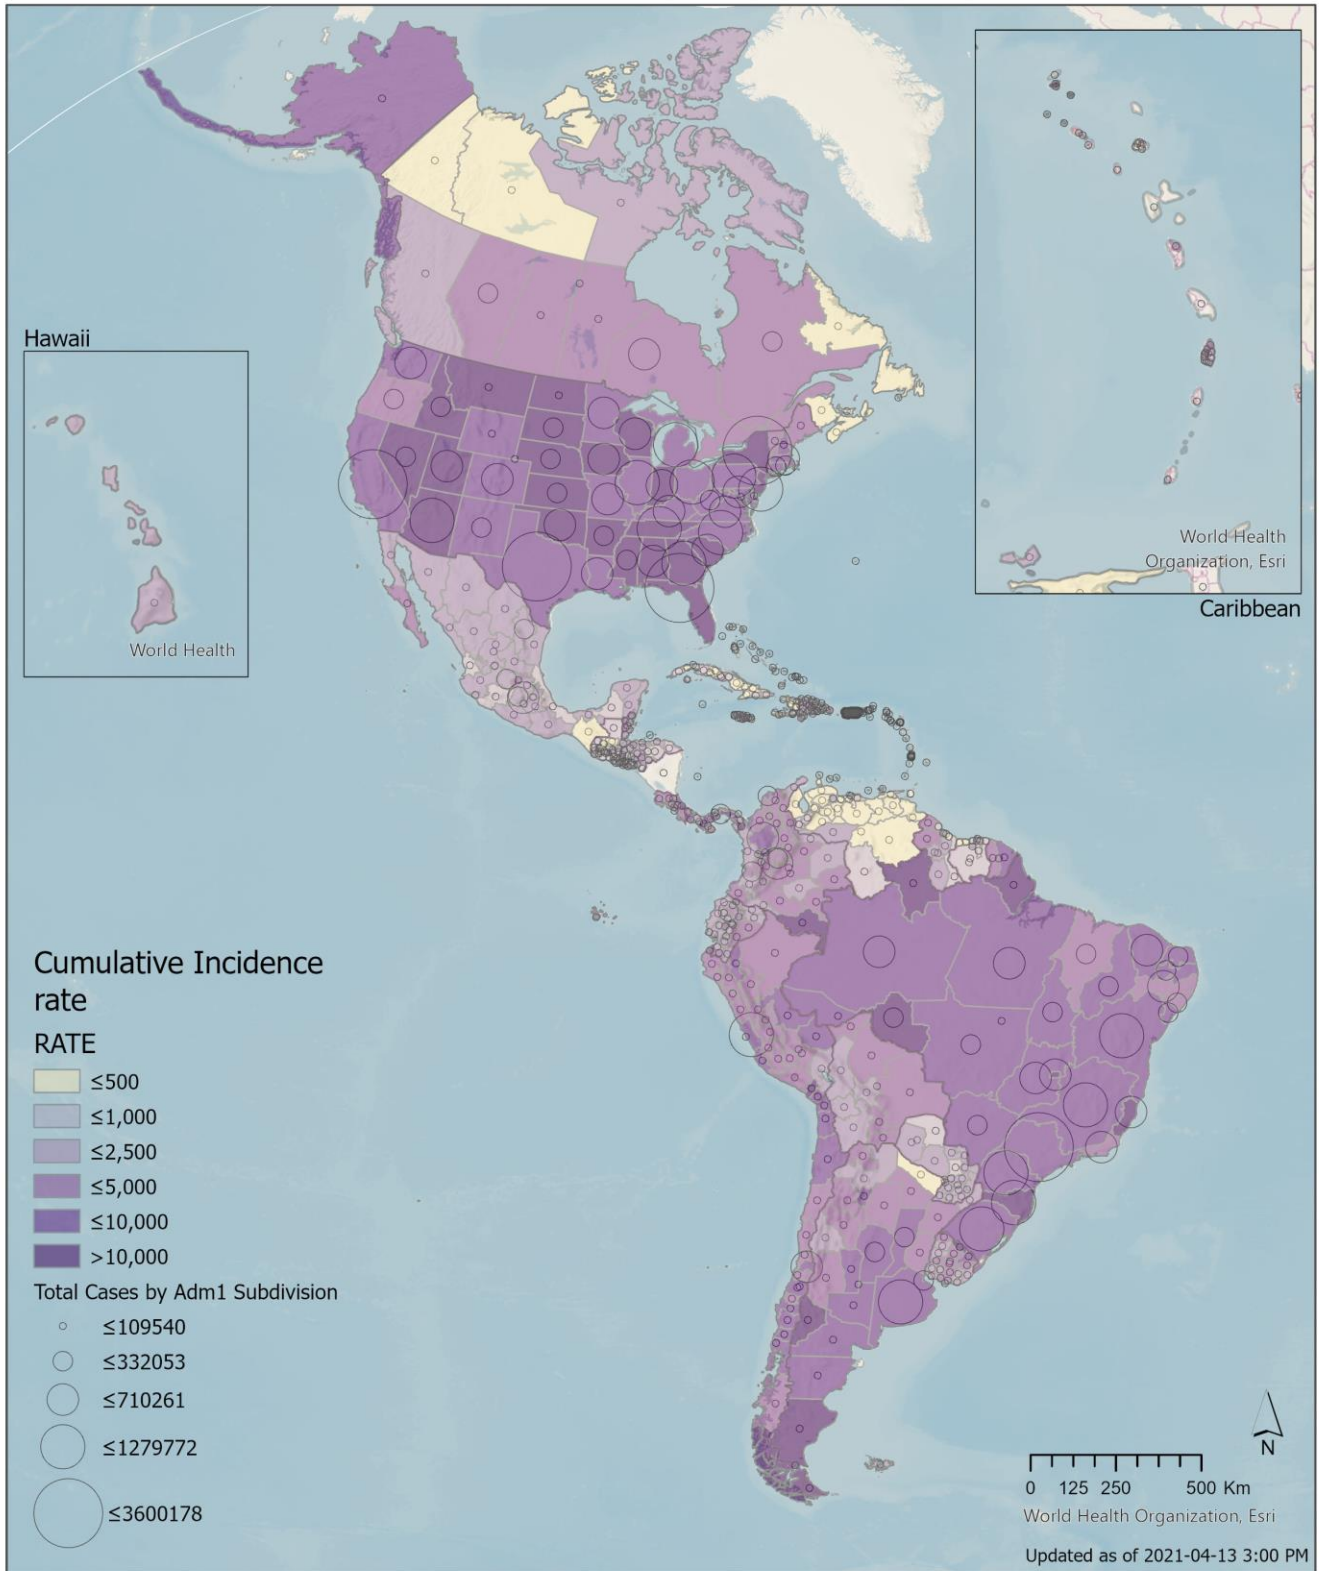 Hawaii
World Health
World Health
Organization, Esri
Caribbean
Cumulative Incidence
rate
RATE
≤500
≤1,000
≤2,500
≤5,000
≤10,000
>10,000
Total Cases by Adm1 Subdivision
≤109540
≤332053
≤710261
≤1279772
≤3600178
N
0 125 250 500 Km
World Health Organization, Esri
Updated as of 2021-04-13 3:00 PM